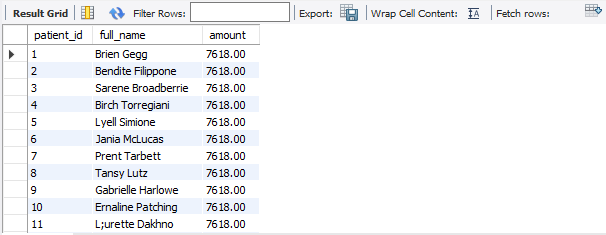 Result Grid Filter Rows: Export: Wrap Cell Content: IA Fetch rows:
patient_id full_name amount
1 Brien Gegg 7618.00
2 Bendite Filippone 7618.00
3 Sarene Broadberrie 7618.00
4 Birch Torregiani 7618.00
5 Lyell Simione 7618.00
6 Jania McLucas 7618.00
7 Prent Tarbett 7618.00
8 Tansy Lutz 7618.00
9 Gabrielle Harlowe 7618.00
10 Ernaline Patching 7618.00
11 L;urette Dakhno 7618.00